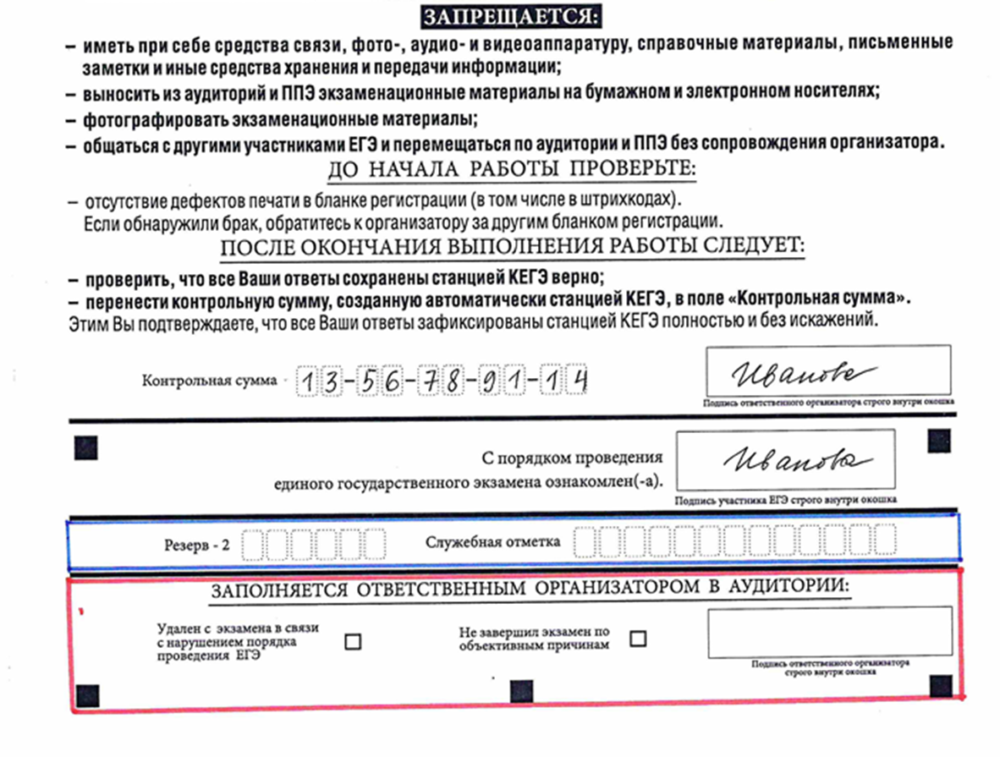 ЗАПРЕЩАЕТСЯ:
– иметь при себе средства связи, фото-, аудио- и видеоаппаратуру, справочные материалы, письменные
заметки и иные средства хранения и передачи информации;
– выносить из аудиторий и ППЭ экзаменационные материалы на бумажном и электронном носителях;
– фотографировать экзаменационные материалы;
– общаться с другими участниками ЕГЭ и перемещаться по аудитории и ППЭ без сопровождения организатора.
ДО НАЧАЛА РАБОТЫ ПРОВЕРЬТЕ:
– отсутствие дефектов печати в бланке регистрации (в том числе в штрихкодах).
Если обнаружили брак, обратитесь к организатору за другим бланком регистрации.
ПОСЛЕ ОКОНЧАНИЯ ВЫПОЛНЕНИЯ РАБОТЫ СЛЕДУЕТ:
– проверить, что все Ваши ответы сохранены станцией КЕГЭ верно;
– перенести контрольную сумму, созданную автоматически станцией КЕГЭ, в поле «Контрольная сумма».
Этим Вы подтверждаете, что все Ваши ответы зафиксированы станцией КЕГЭ полностью и без искажений.
Контрольная сумма 13-56-78-91-14 Иванова
Подпись ответственного организатора строго внутри окошка
С порядком проведения
единого государственного экзамена ознакомлен(-а). Иванова
Подпись участника ЕГЭ строго внутри окошка
Резерв - 2 Служебная отметка
ЗАПОЛНЯЕТСЯ ОТВЕТСТВЕННЫМ ОРГАНИЗАТОРОМ В АУДИТОРИИ:
Удален с экзамена в связи
с нарушением порядка
проведения ЕГЭ
Не завершил экзамен по
объективным причинам
Подпись ответственного организатора
строго внутри окошка